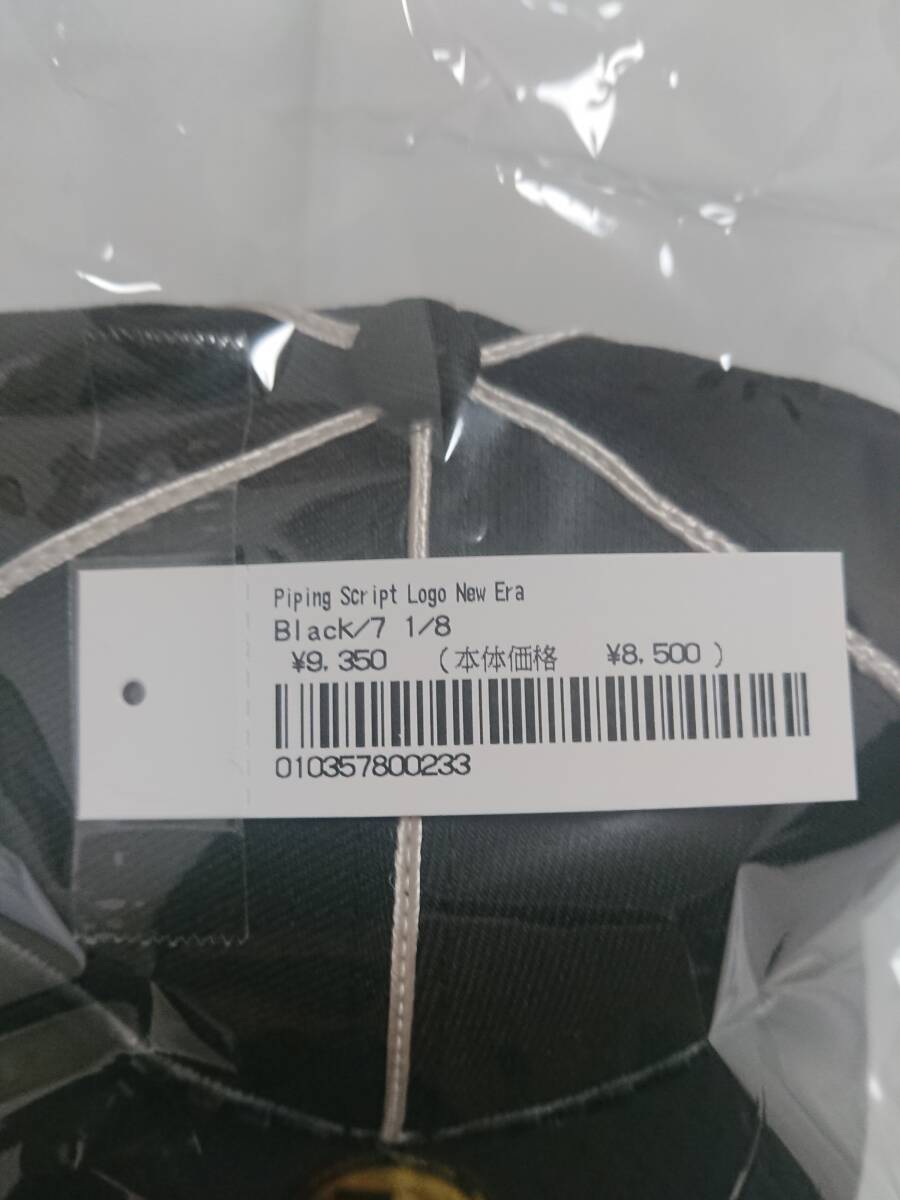 Piping Script Logo New Era
Black/7 1/8
¥9,350 (本体価格 ¥8,500 )
010357800233